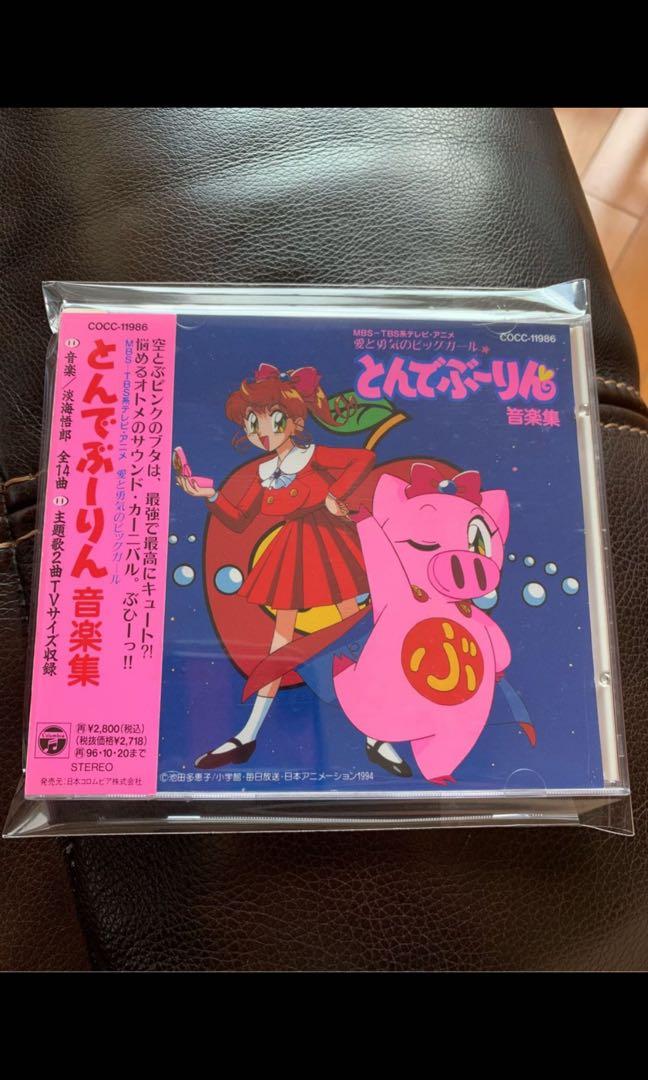 COCC-11986
空とぶピンクのブタは、最強で最高にキュート?!
悩めるオトメのサウンド・カーニバル。ぶひーっ!!
MBS-TBS系テレビ・アニメ 愛と勇気のビッグガール
とんでぶーりん 音楽集
音楽/淡海悟郎 全14曲 主題歌2曲TVサイズ収録
Columbia
再¥2,800(税込)
(税抜価格¥2,718)
再96・10・20まで
STEREO
発売元:日本コロムビア株式会社
MBS-TBS系テレビ・アニメ
COCC-11986
愛と勇気のビッグガール
とんでぶーりん
音楽集
ぶ
©池田多恵子/小学館・毎日放送・日本アニメーション1994